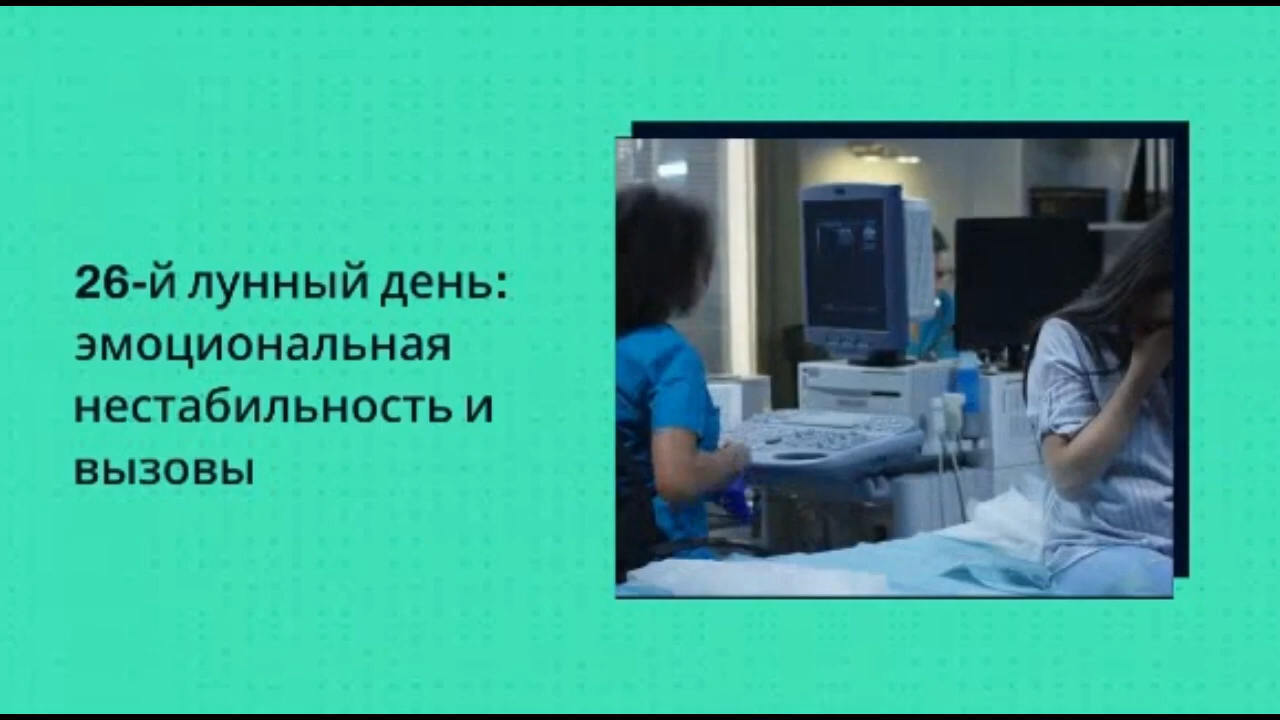 26-й лунный день:
эмоциональная
нестабильность и
вызовы